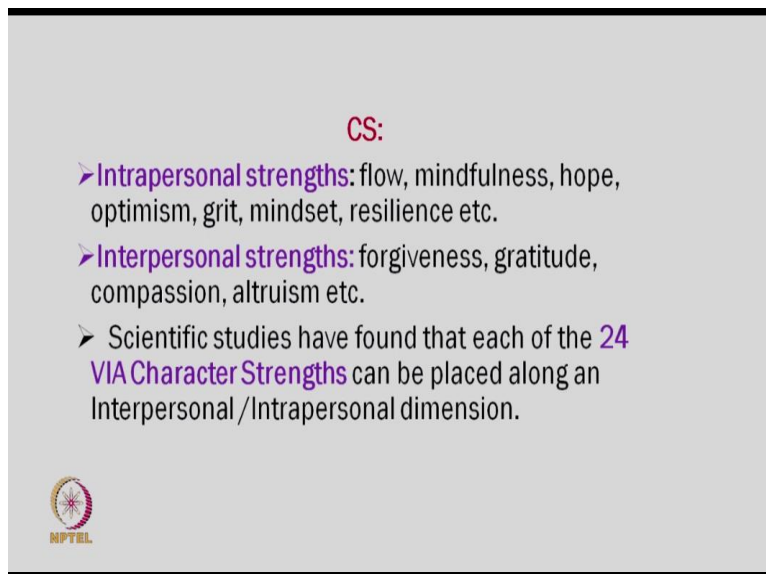 CS:
➢Intrapersonal strengths: flow, mindfulness, hope,
optimism, grit, mindset, resilience etc.
➢Interpersonal strengths: forgiveness, gratitude,
compassion, altruism etc.
➢ Scientific studies have found that each of the 24
VIA Character Strengths can be placed along an
Interpersonal /Intrapersonal dimension.
NPTEL